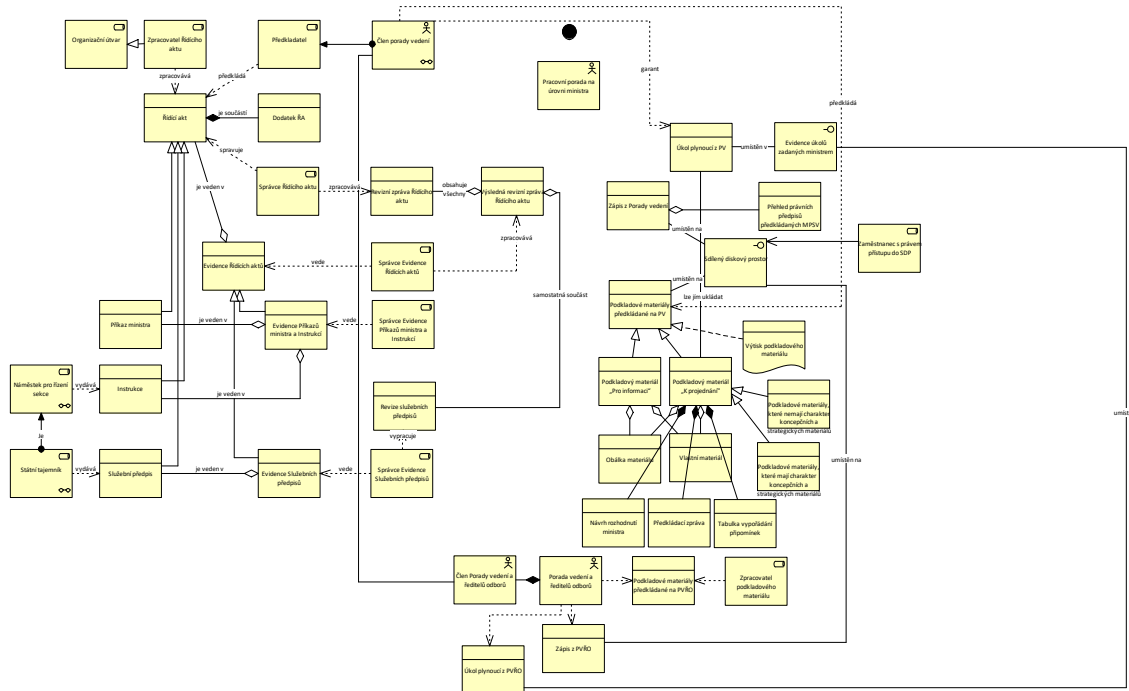 Organizační útvar
Zpracovatel Řídícího
aktu
Předkladatel
Člen porady vedení
zpracovává
předkládá
garant
Pracovní porada na
úrovni ministra
předkládá
Řídící akt
je součástí
Dodatek ŘA
Úkol plynoucí z PV
umístěn v
Evidence úkolů
zadaných ministrem
spravuje
je veden v
Správce Řídícího aktu
zpracovává
Revizní zpráva Řídícího
aktu
obsahuje
všechny
Výsledná revizní zpráva
Řídícího aktu
Zápis z Porady vedení
Přehled právních
předpisů
předkládaných MPSV
umístěn na
zpracovává
Evidence Řídících aktů
vede
Správce Evidence
Řídících aktů
Sdílený diskový prostor
Zaměstnanec s právem
přístupu do SDP
umístěn na
lze jím ukládat
samostatná součást
Podkladové materiály
předkládané na PV
Příkaz ministra
je veden v
Evidence Příkazů
ministra a Instrukcí
vede
Správce Evidence
Příkazů ministra a
Instrukcí
Výtisk podkladového
materiálu
Náměstek pro řízení
sekce
vydává
Instrukce
je veden v
Revize služebních
předpisů
Podkladový materiál
„Pro informaci“
Podkladový materiál
„K projednání“
Podkladové materiály,
které nemají charakter
koncepčních a
strategických materiálů
umíst
Je
vypracuje
Státní tajemník
vydává
Služební předpis
je veden v
Evidence Služebních
předpisů
vede
Správce Evidence
Služebních předpisů
Obálka materiálu
Vlastní materiál
umístěn na
Podkladové materiály,
které mají charakter
koncepčních a
strategických materiálů
Návrh rozhodnutí
ministra
Předkládací zpráva
Tabulka vypořádání
připomínek
Člen Porady vedení a
ředitelů odborů
Porada vedení a
ředitelů odborů
Podkladové materiály
předkládané na PVŘO
Zpracovatel
podkladového
materiálu
Zápis z PVŘO
Úkol plynoucí z PVŘO